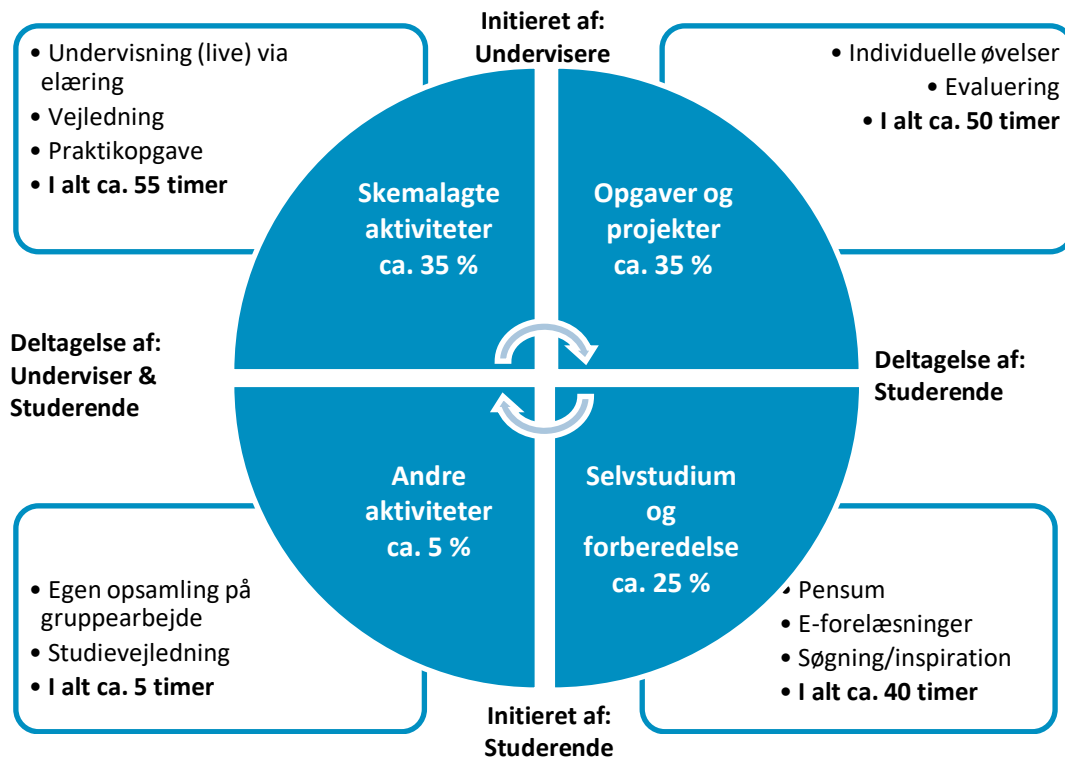 Initieret af:
Undervisere
• Undervisning (live) via
elæring
• Vejledning
• Praktikopgave
• I alt ca. 55 timer
• Individuelle øvelser
• Evaluering
• I alt ca. 50 timer
Skemalagte
aktiviteter
ca. 35 %
Opgaver og
projekter
ca. 35 %
Deltagelse af:
Underviser &
Studerende
Deltagelse af:
Studerende
Andre
aktiviteter
ca. 5 %
Selvstudium
og
forberedelse
ca. 25 %
• Egen opsamling på
gruppearbejde
• Studievejledning
• I alt ca. 5 timer
• Pensum
• E-forelæsninger
• Søgning/inspiration
• I alt ca. 40 timer
Initieret af:
Studerende